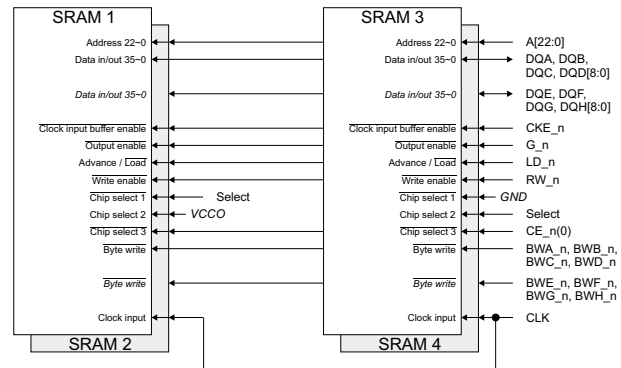 SRAM 1
Address 22~0
Data in/out 35~0
Data in/out 35~0
Clock input buffer enable
Output enable
Advance / Load
Write enable
Chip select 1
Chip select 2
Chip select 3
Byte write
Byte write
Clock input
SRAM 2
Select
VCCO
SRAM 3
Address 22~0
Data in/out 35~0
Data in/out 35~0
Clock input buffer enable
Output enable
Advance / Load
Write enable
Chip select 1
Chip select 2
Chip select 3
Byte write
Byte write
Clock input
SRAM 4
A[22:0]
DQA, DQB,
DQC, DQD[8:0]
DQE, DQF,
DQG, DQH[8:0]
CKE_n
G_n
LD_n
RW_n
GND
Select
CE_n(0)
BWA_n, BWB_n,
BWC_n, BWD_n
BWE_n, BWF_n,
BWG_n, BWH_n
CLK